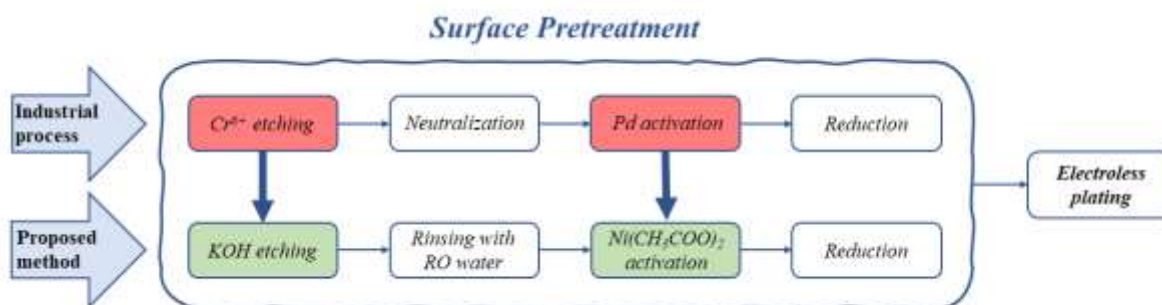 Surface Pretreatment
Industrial
process
Cr⁶⁺ etching
Neutralization
Pd activation
Reduction
Electroless
plating
Proposed
method
KOH etching
Rinsing with
RO water
Ni(CH₃COO)₂
activation
Reduction